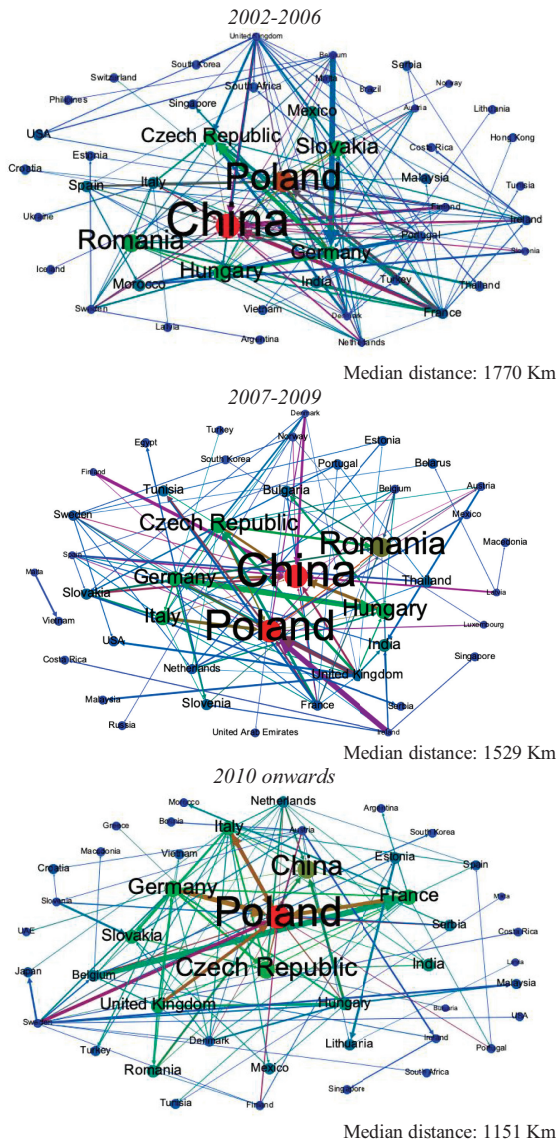 2002-2006
United Kingdom
Belgium
South Korea
Malta
Serbia
Switzerland
South Africa
Brazil
Norway
Philiines
Singapore
Mexico
Austria
Lithuania
USA
Czech Republic
Slovakia
Costa Rica
Hong Kong
Estonia
Croatia
Spain
Italy
Poland
Malaysia
Tunisia
Finland
Ukraine
China
Ireland
Romania
Germany
Portugal
Slovenia
Iceland
Hungary
Morocco
India
Turkey
Thailand
Sweden
Vietnam
Denmark
France
Latvia
Argentina
Netherlands
Median distance: 1770 Km
2007-2009
Denmark
Turkey
Egypt
Norway
Estonia
Finland
South Korea
Portugal
Belarus
Tunisia
Bulgaria
Belgium
Austria
Sweden
Czech Republic
Mexico
Romania
Macedonia
Spain
Germany
China
Thailand
Malta
Slovakia
Latvia
Vietnam
Italy
Hungary
Poland
Luxembourg
USA
India
Costa Rica
Netherlands
United Kingdom
Singapore
Malaysia
Slovenia
France
Serbia
Russia
United Arab Emirates
Ireland
Median distance: 1529 Km
2010 onwards
Morocco
Netherlands
Argentina
Greece
Bosnia
Italy
Austria
South Korea
Macedonia
Vietnam
Estonia
Croatia
China
Spain
Germany
France
Slovania
Poland
Malta
UAE
Slovakia
Serbia
Costa Rica
Japan
Belgium
Czech Republic
India
Latvia
Malaysia
United Kingdom
Hungary
Bulgaria
USA
Sweden
Turkey
Denmark
Lithuaria
Ireland
Portugal
Romania
Mexico
South Africa
Singapore
Tunisia
Finland
Median distance: 1151 Km